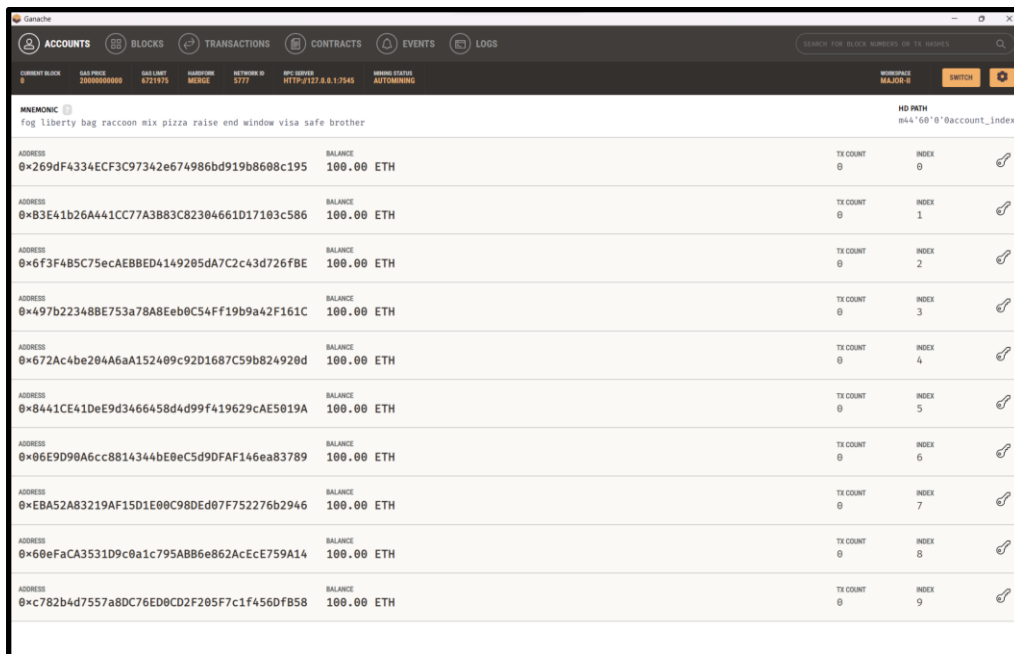 Ganache
ACCOUNTS BLOCKS TRANSACTIONS CONTRACTS EVENTS LOGS SEARCH FOR BLOCK NUMBERS OR TX HASHES
CURRENT BLOCK GAS PRICE GAS LIMIT HARDFORK NETWORK ID RPC SERVER MINING STATUS WORKSPACE
0 20000000000 6721975 MERGE 5777 HTTP://127.0.0.1:7545 AUTOMINING MAJOR-II SWITCH
MNEMONIC ? HD PATH
fog liberty bag raccoon mix pizza raise end window visa safe brother m44'60'0'0account_index
ADDRESS BALANCE TX COUNT INDEX
0×269dF4334ECF3C97342e674986bd919b8608c195 100.00 ETH 0 0
ADDRESS BALANCE TX COUNT INDEX
0×B3E41b26A441CC77A3B83C82304661D17103c586 100.00 ETH 0 1
ADDRESS BALANCE TX COUNT INDEX
0×6f3F4B5C75ecAEBBED4149205dA7C2c43d726fBE 100.00 ETH 0 2
ADDRESS BALANCE TX COUNT INDEX
0×497b22348BE753a78A8Eeb0C54Ff19b9a42F161C 100.00 ETH 0 3
ADDRESS BALANCE TX COUNT INDEX
0×672Ac4be204A6aA152409c92D1687C59b824920d 100.00 ETH 0 4
ADDRESS BALANCE TX COUNT INDEX
0×8441CE41DeE9d3466458d4d99f419629cAE5019A 100.00 ETH 0 5
ADDRESS BALANCE TX COUNT INDEX
0×06E9D90A6cc8814344bE0eC5d9DFAF146ea83789 100.00 ETH 0 6
ADDRESS BALANCE TX COUNT INDEX
0×EBA52A83219AF15D1E00C98DEd07F752276b2946 100.00 ETH 0 7
ADDRESS BALANCE TX COUNT INDEX
0×60eFaCA3531D9c0a1c795ABB6e862AcEcE759A14 100.00 ETH 0 8
ADDRESS BALANCE TX COUNT INDEX
0×c782b4d7557a8DC76ED0CD2F205F7c1f456DfB58 100.00 ETH 0 9